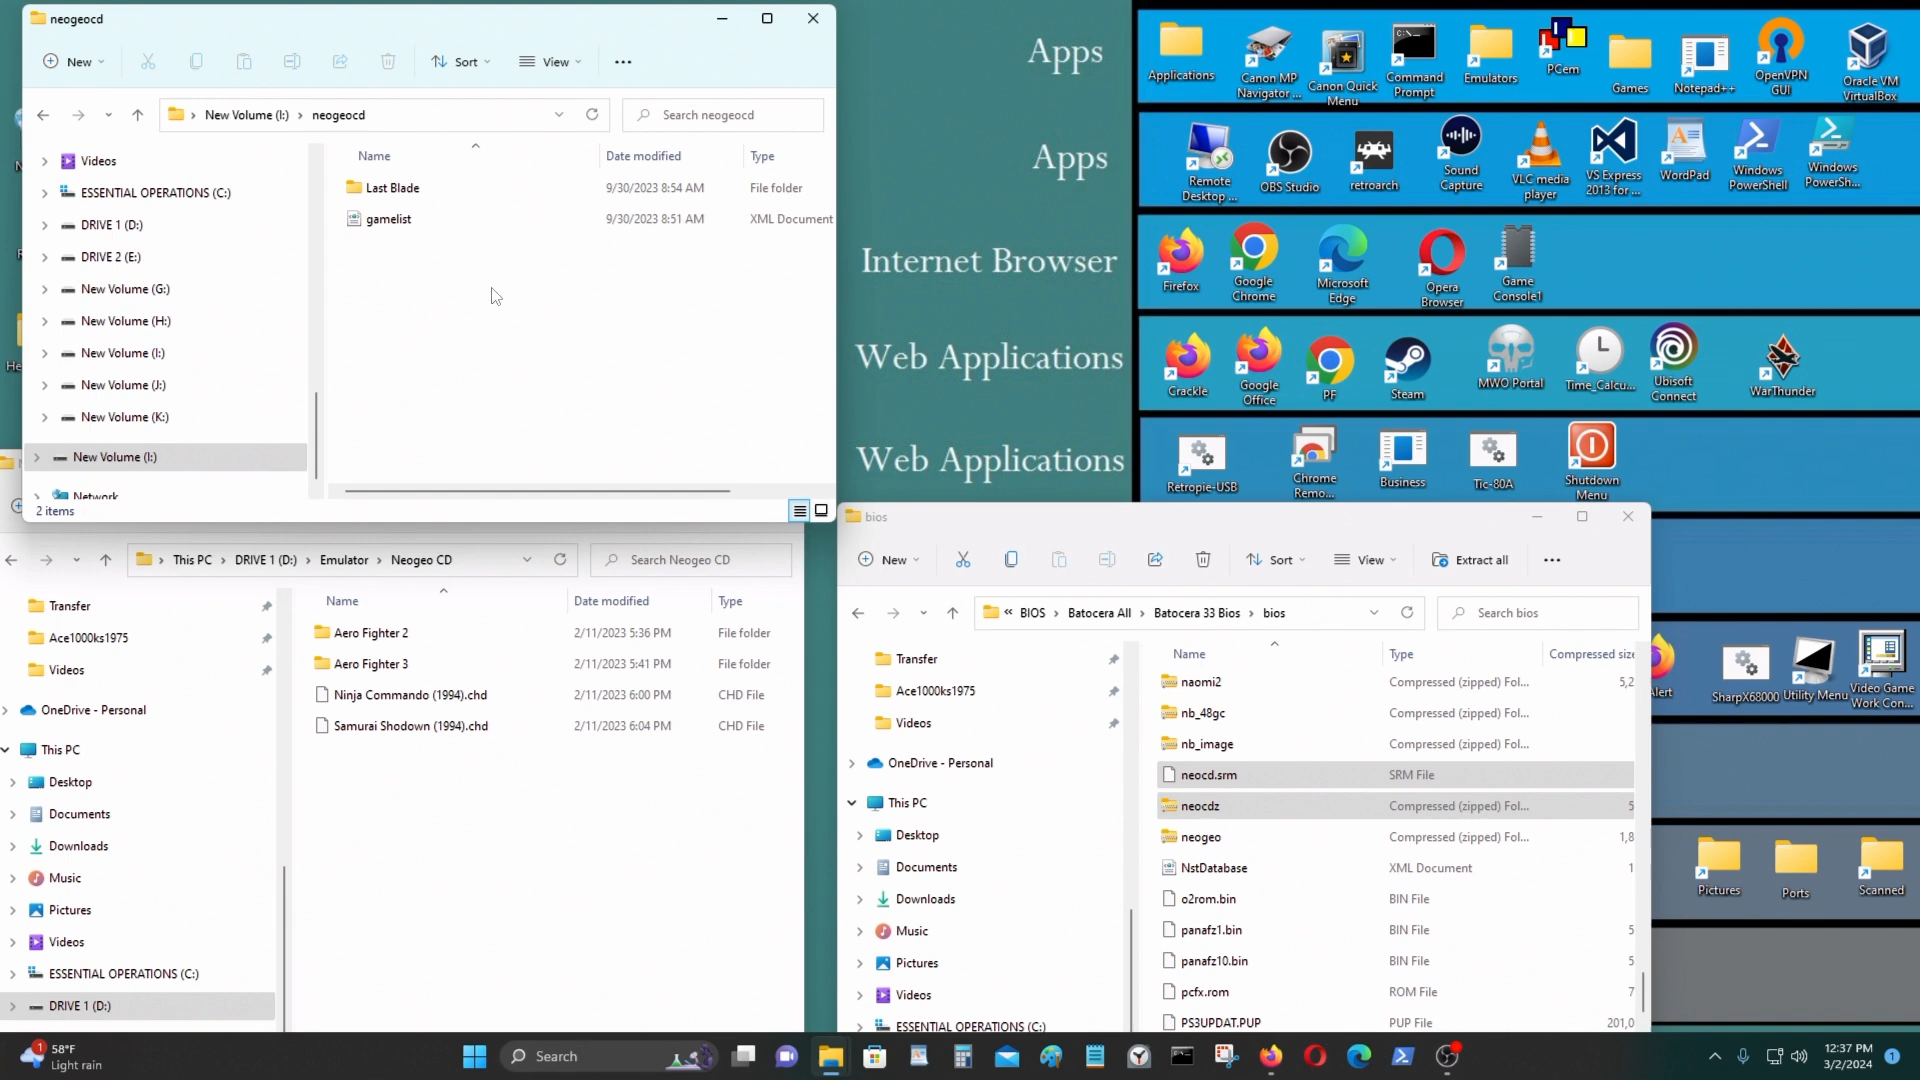 neogeocd
New
Sort
View
New Volume (I:)
neogeocd
Search neogeocd
Videos
ESSENTIAL OPERATIONS (C:)
DRIVE 1 (D:)
DRIVE 2 (E:)
New Volume (G:)
New Volume (H:)
New Volume (I:)
New Volume (J:)
New Volume (K:)
New Volume (I:)
Network
2 items
Name
Date modified
Type
Last Blade
9/30/2023 8:54 AM
File folder
gamelist
9/30/2023 8:51 AM
XML Document
This PC
DRIVE 1 (D:)
Emulator
Neogeo CD
Search Neogeo CD
Transfer
Ace1000ks1975
Videos
OneDrive - Personal
This PC
Desktop
Documents
Downloads
Music
Pictures
Videos
ESSENTIAL OPERATIONS (C:)
DRIVE 1 (D:)
Name
Date modified
Type
Aero Fighter 2
2/11/2023 5:36 PM
File folder
Aero Fighter 3
2/11/2023 5:41 PM
File folder
Ninja Commando (1994).chd
2/11/2023 6:00 PM
CHD File
Samurai Shodown (1994).chd
2/11/2023 6:04 PM
CHD File
bios
New
Sort
View
Extract all
BIOS
Batocera All
Batocera 33 Bios
bios
Search bios
Transfer
Ace1000ks1975
Videos
OneDrive - Personal
This PC
Desktop
Documents
Downloads
Music
Pictures
Videos
ESSENTIAL OPERATIONS (C:)
Name
Type
Compressed size
naomi2
Compressed (zipped) Fol...
5,2
nb_48gc
Compressed (zipped) Fol...
nb_image
Compressed (zipped) Fol...
neocd.srm
SRM File
neocdz
Compressed (zipped) Fol...
5
neogeo
Compressed (zipped) Fol...
1,8
NstDatabase
XML Document
1
o2rom.bin
BIN File
panafz1.bin
BIN File
5
panafz10.bin
BIN File
5
pcfx.rom
ROM File
7
PS3UPDAT.PUP
PUP File
201,0
Apps
Apps
Internet Browser
Web Applications
Web Applications
Applications
Canon MP
Navigator ...
Canon Quick
Menu
Command
Prompt
Emulators
PCem
Games
Notepad++
OpenVPN
GUI
Oracle VM
VirtualBox
Remote
Desktop ...
OBS Studio
retroarch
Sound
Capture
VLC media
player
VS Express
2013 for ...
WordPad
Windows
PowerShell
Windows
PowerSh...
Firefox
Google
Chrome
Microsoft
Edge
Opera
Browser
Game
Console1
Crackle
Google
Office
PF
Steam
MWO Portal
Time_Calcu...
Ubisoft
Connect
WarThunder
Retropie-USB
Chrome
Remo...
Business
Tic-80A
Shutdown
Menu
SharpX68000
Utility Menu
Video Game
Work Con...
Pictures
Ports
Scanned
1
58°F
Light rain
Search
12:37 PM
3/2/2024
1